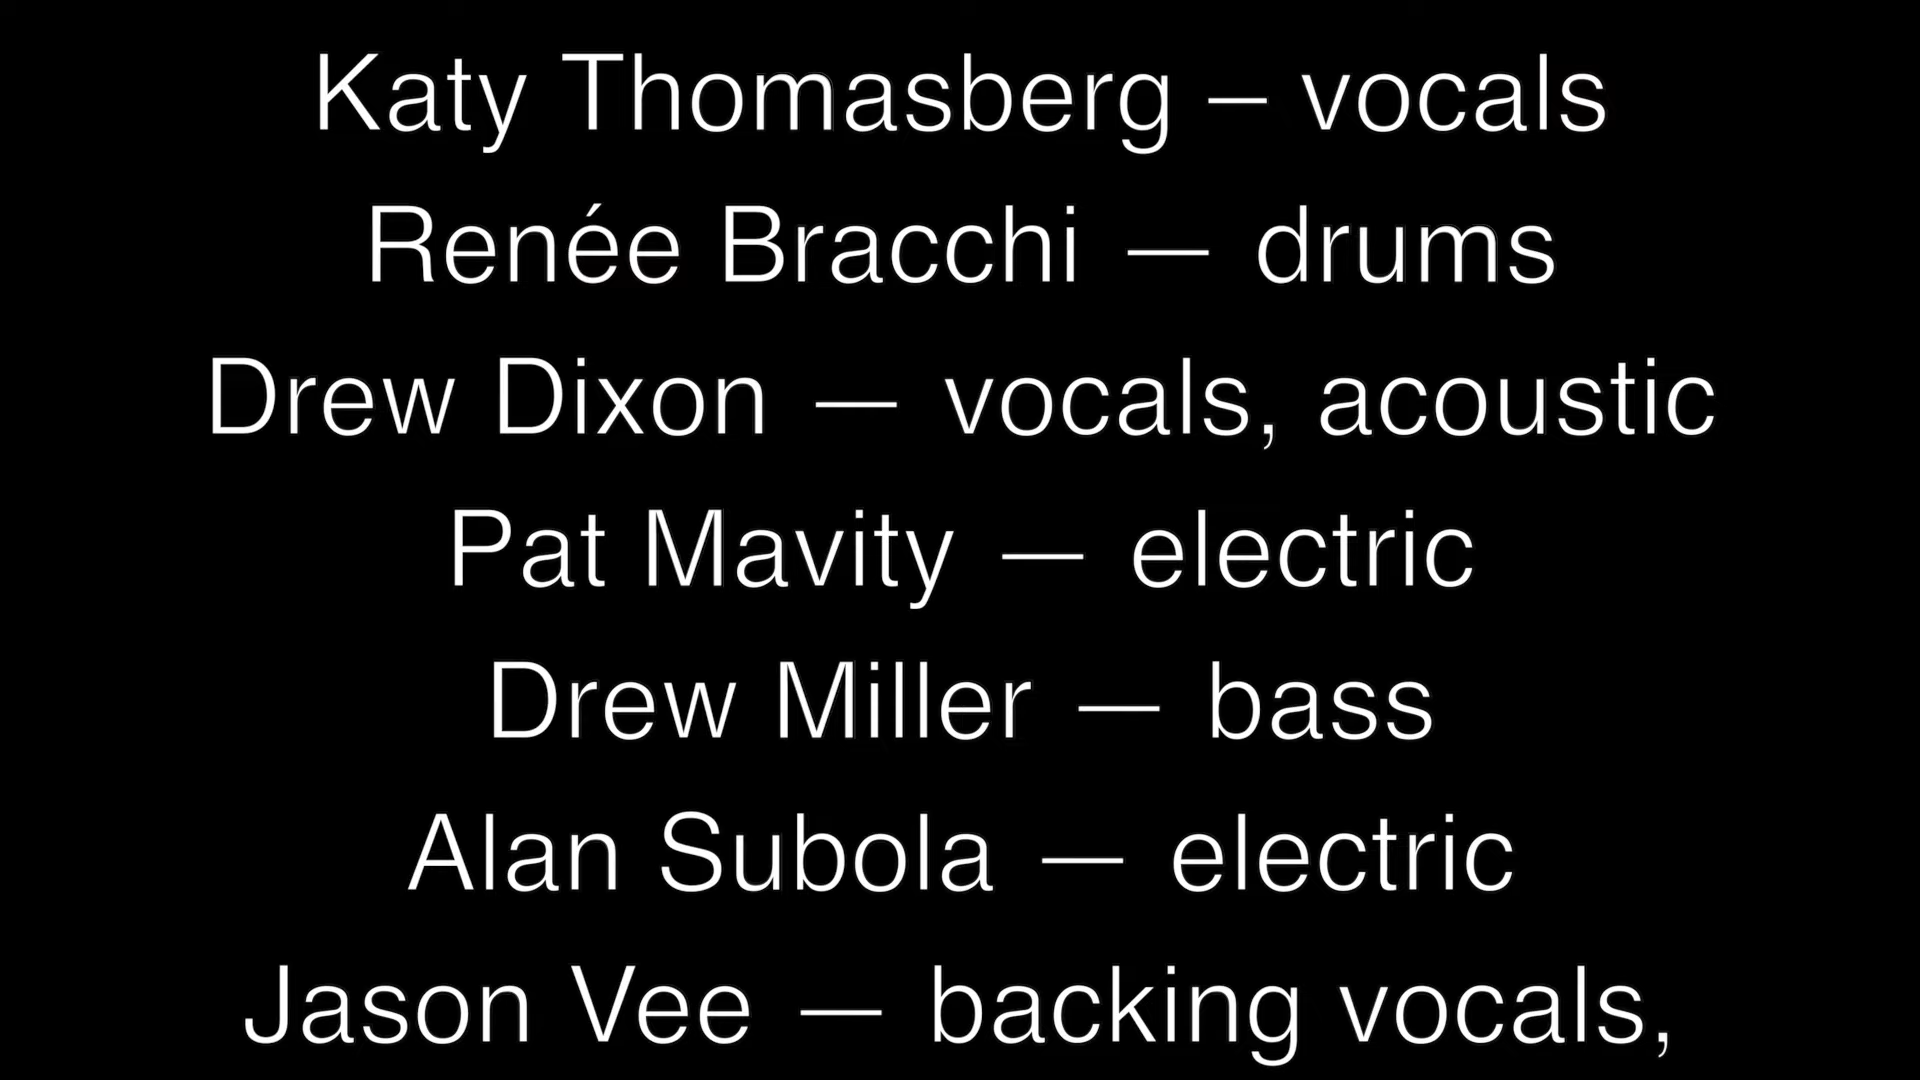 Katy Thomasberg – vocals
Renée Bracchi — drums
Drew Dixon — vocals, acoustic
Pat Mavity — electric
Drew Miller — bass
Alan Subola — electric
Jason Vee — backing vocals,